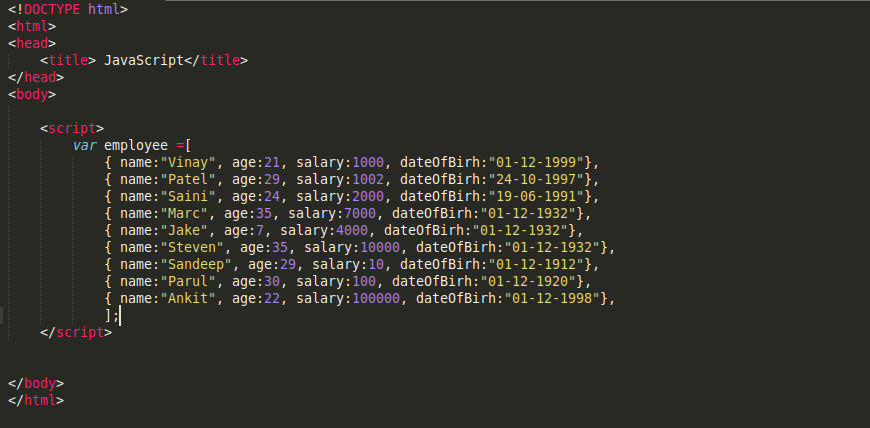 <!DOCTYPE html>
<html>
<head>
<title> JavaScript</title>
</head>
<body>
<script>
var employee =[
{ name:"Vinay", age:21, salary:1000, dateOfBirh:"01-12-1999"},
{ name:"Patel", age:29, salary:1002, dateOfBirh:"24-10-1997"},
{ name:"Saini", age:24, salary:2000, dateOfBirh:"19-06-1991"},
{ name:"Marc", age:35, salary:7000, dateOfBirh:"01-12-1932"},
{ name:"Jake", age:7, salary:4000, dateOfBirh:"01-12-1932"},
{ name:"Steven", age:35, salary:10000, dateOfBirh:"01-12-1932"},
{ name:"Sandeep", age:29, salary:10, dateOfBirh:"01-12-1912"},
{ name:"Parul", age:30, salary:100, dateOfBirh:"01-12-1920"},
{ name:"Ankit", age:22, salary:100000, dateOfBirh:"01-12-1998"},
];
</script>
</body>
</html>